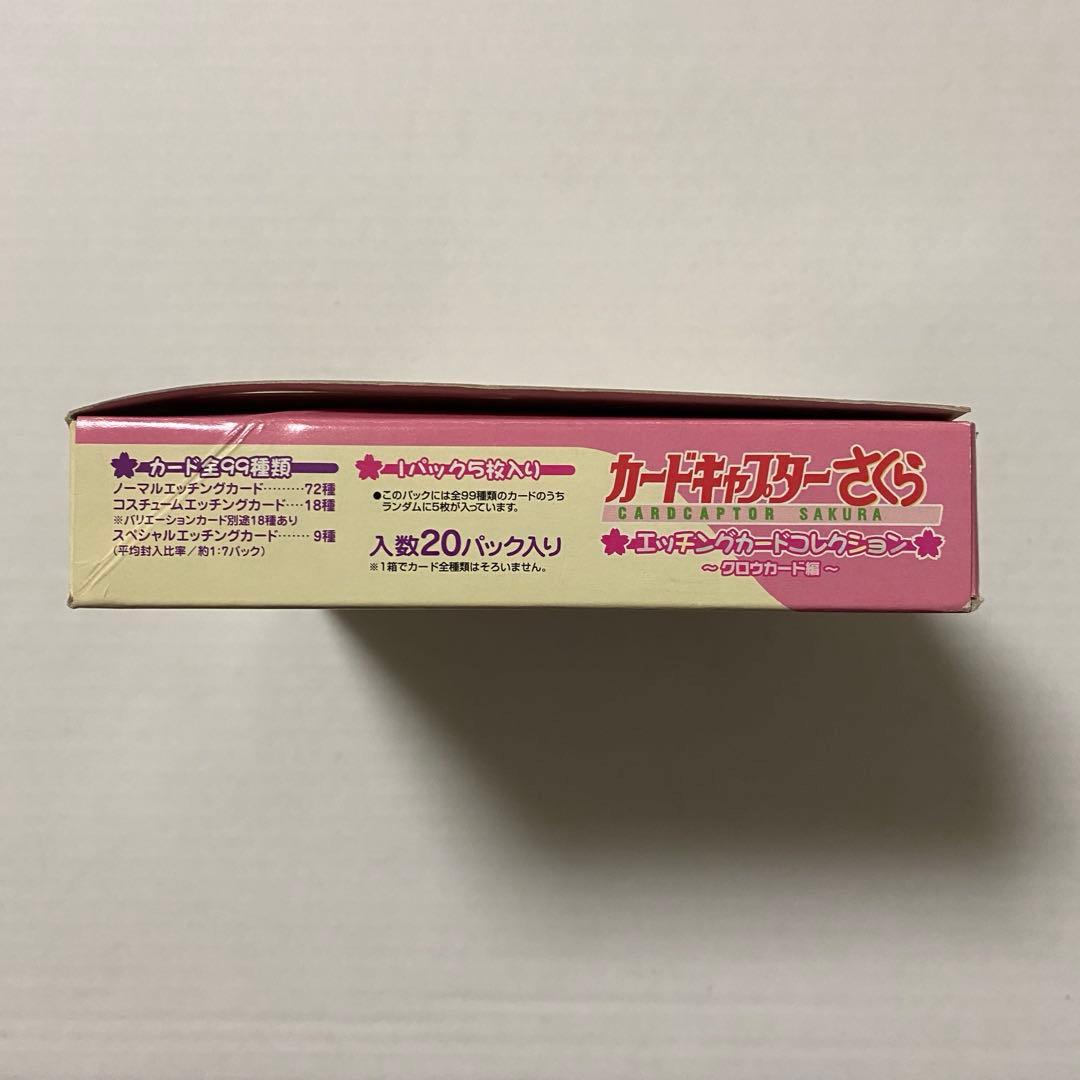 カード全99種類
ノーマルエッチングカード………72種
コスチュームエッチングカード‥‥18種
※バリエーションカード別途18種あり
スペシャルエッチングカード……‥9種
(平均封入比率/約1:7パック)
1パック5枚入り
●このパックには全99種類のカードのうち
ランダムに5枚が入っています。
入数20パック入り
※1箱でカード全種類はそろいません。
カードキャプターさくら
CARDCAPTOR SAKURA
エッチングカードコレクション
～クロウカード編～